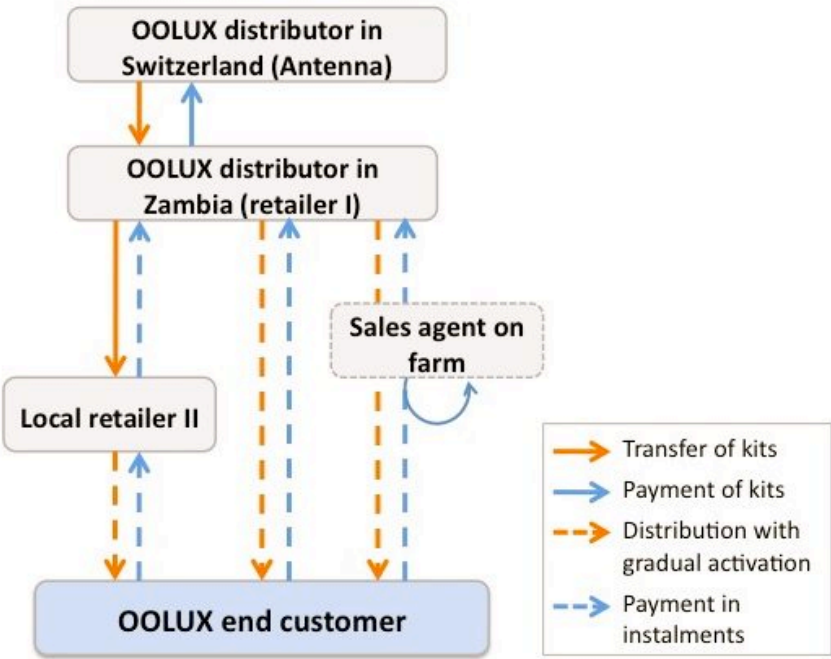 OOLUX distributor in
Switzerland (Antenna)
OOLUX distributor in
Zambia (retailer I)
Sales agent on
farm
Local retailer II
OOLUX end customer
Transfer of kits
Payment of kits
Distribution with
gradual activation
Payment in
instalments